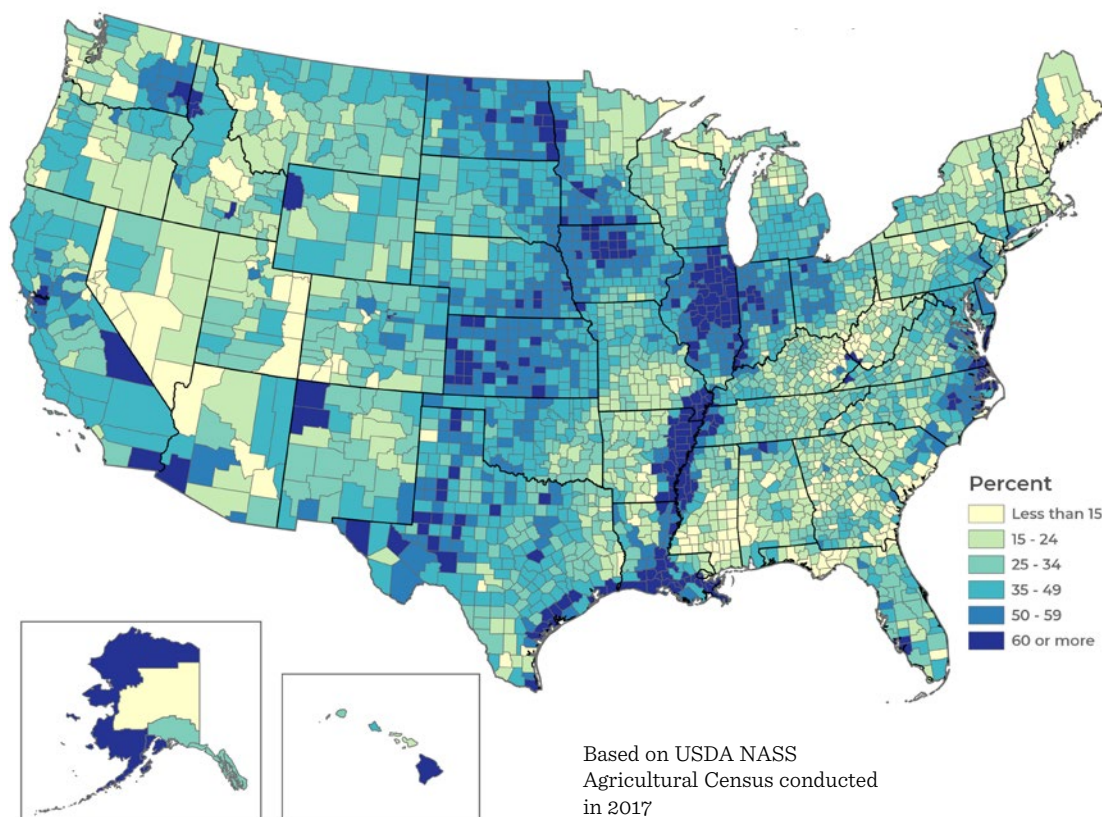 Percent
Less than 15
15 - 24
25 - 34
35 - 49
50 - 59
60 or more
Based on USDA NASS
Agricultural Census conducted
in 2017